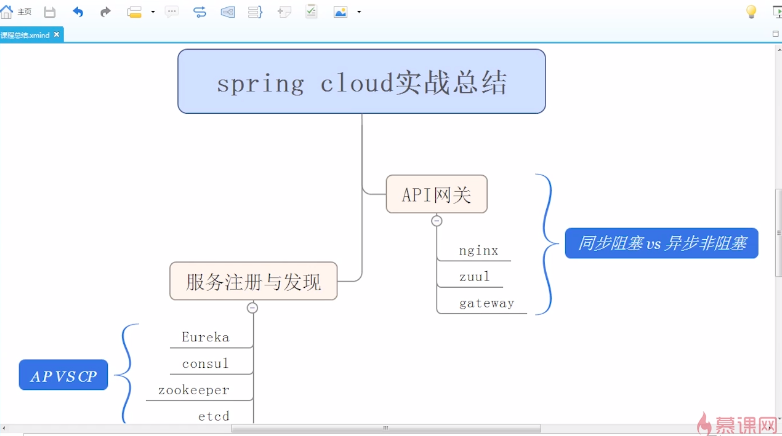 主页
课程总结.xmind
spring cloud实战总结
API网关
nginx
zuul
gateway
同步阻塞 vs 异步非阻塞
服务注册与发现
Eureka
consul
zookeeper
etcd
AP VS CP
慕课网